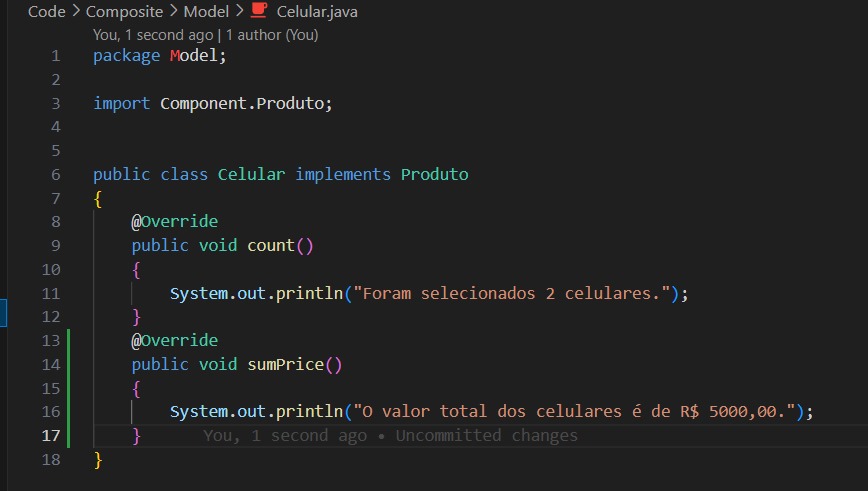 Code > Composite > Model > Celular.java
You, 1 second ago | 1 author (You)
1 package Model;
2
3 import Component.Produto;
4
5
6 public class Celular implements Produto
7 {
8 @Override
9 public void count()
10 {
11 System.out.println("Foram selecionados 2 celulares.");
12 }
13 @Override
14 public void sumPrice()
15 {
16 System.out.println("O valor total dos celulares é de R$ 5000,00.");
17 } You, 1 second ago • Uncommitted changes
18 }